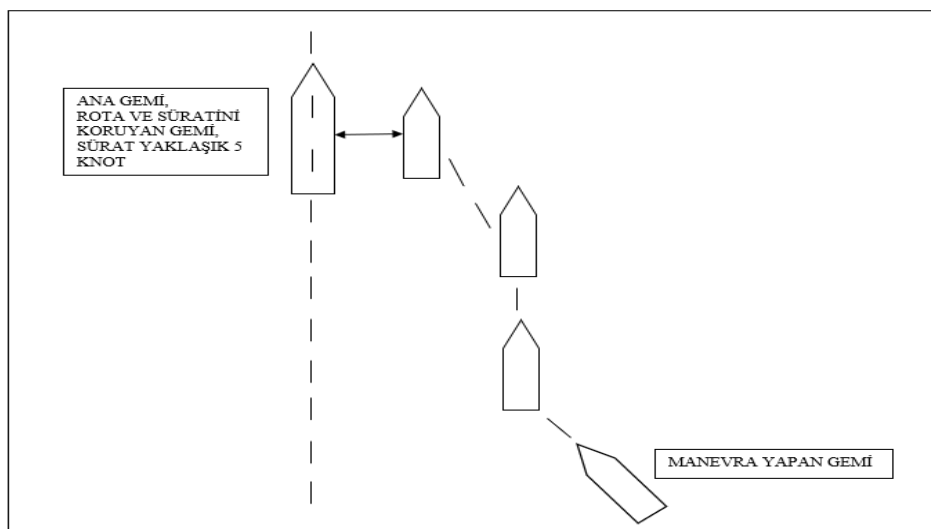 ANA GEMİ,
ROTA VE SÜRATİNİ
KORUYAN GEMİ,
SÜRAT YAKLAŞIK 5
KNOT
MANEVRA YAPAN GEMİ